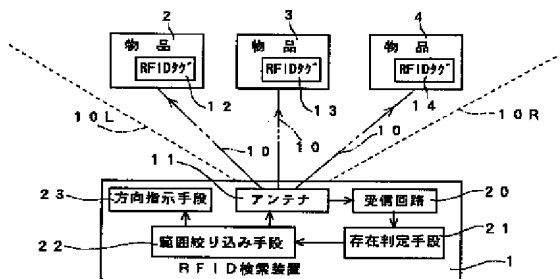 2
3
4
物 品
物 品
物 品
RFIDﾀｸﾞ
RFIDﾀｸﾞ
RFIDﾀｸﾞ
12
13
14
10L
10R
10
10
10
11
23
方向指示手段
アンテナ
受信回路
20
22
範囲絞り込み手段
存在判定手段
21
RFID検索装置
1